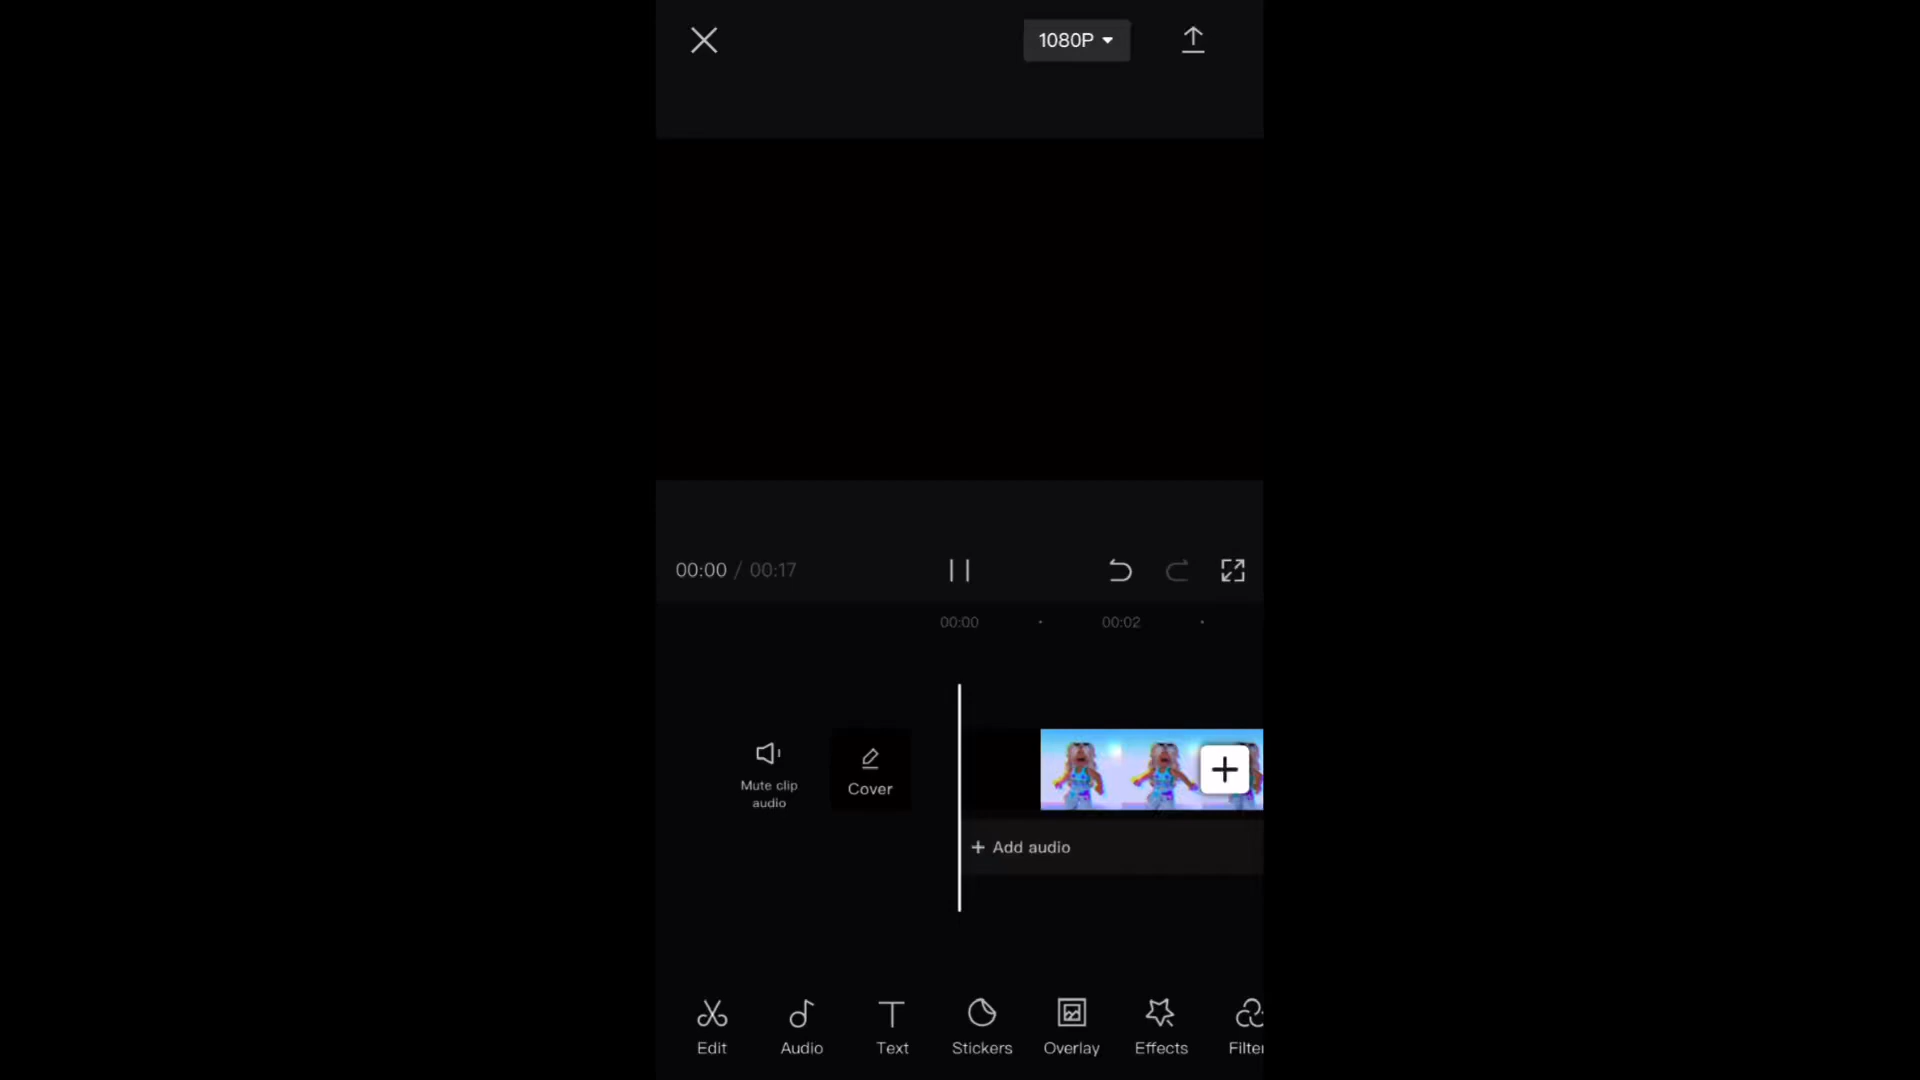 1080P
00:00 / 00:17
00:00
00:02
Mute clip
audio
Cover
+ Add audio
Edit
Audio
Text
Stickers
Overlay
Effects
Filter